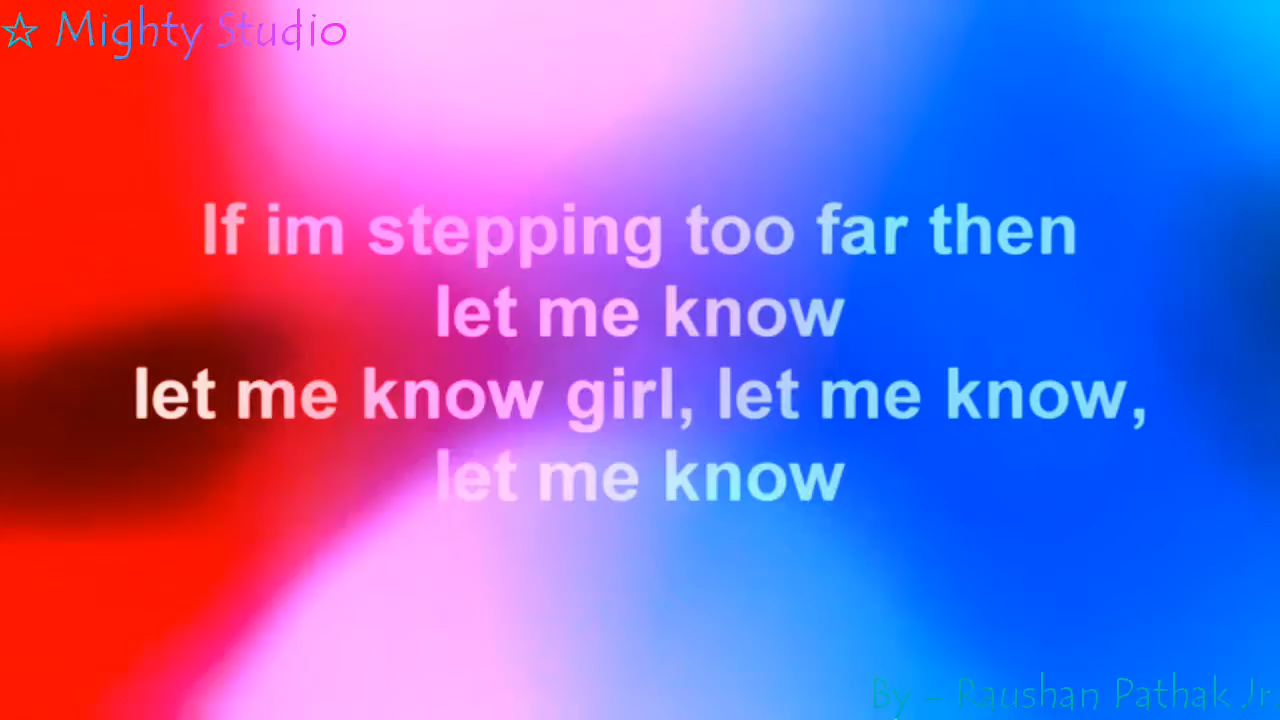 ☆ Mighty Studio
If im stepping too far then
let me know
let me know girl, let me know,
let me know
By - Raushan Pathak Jr